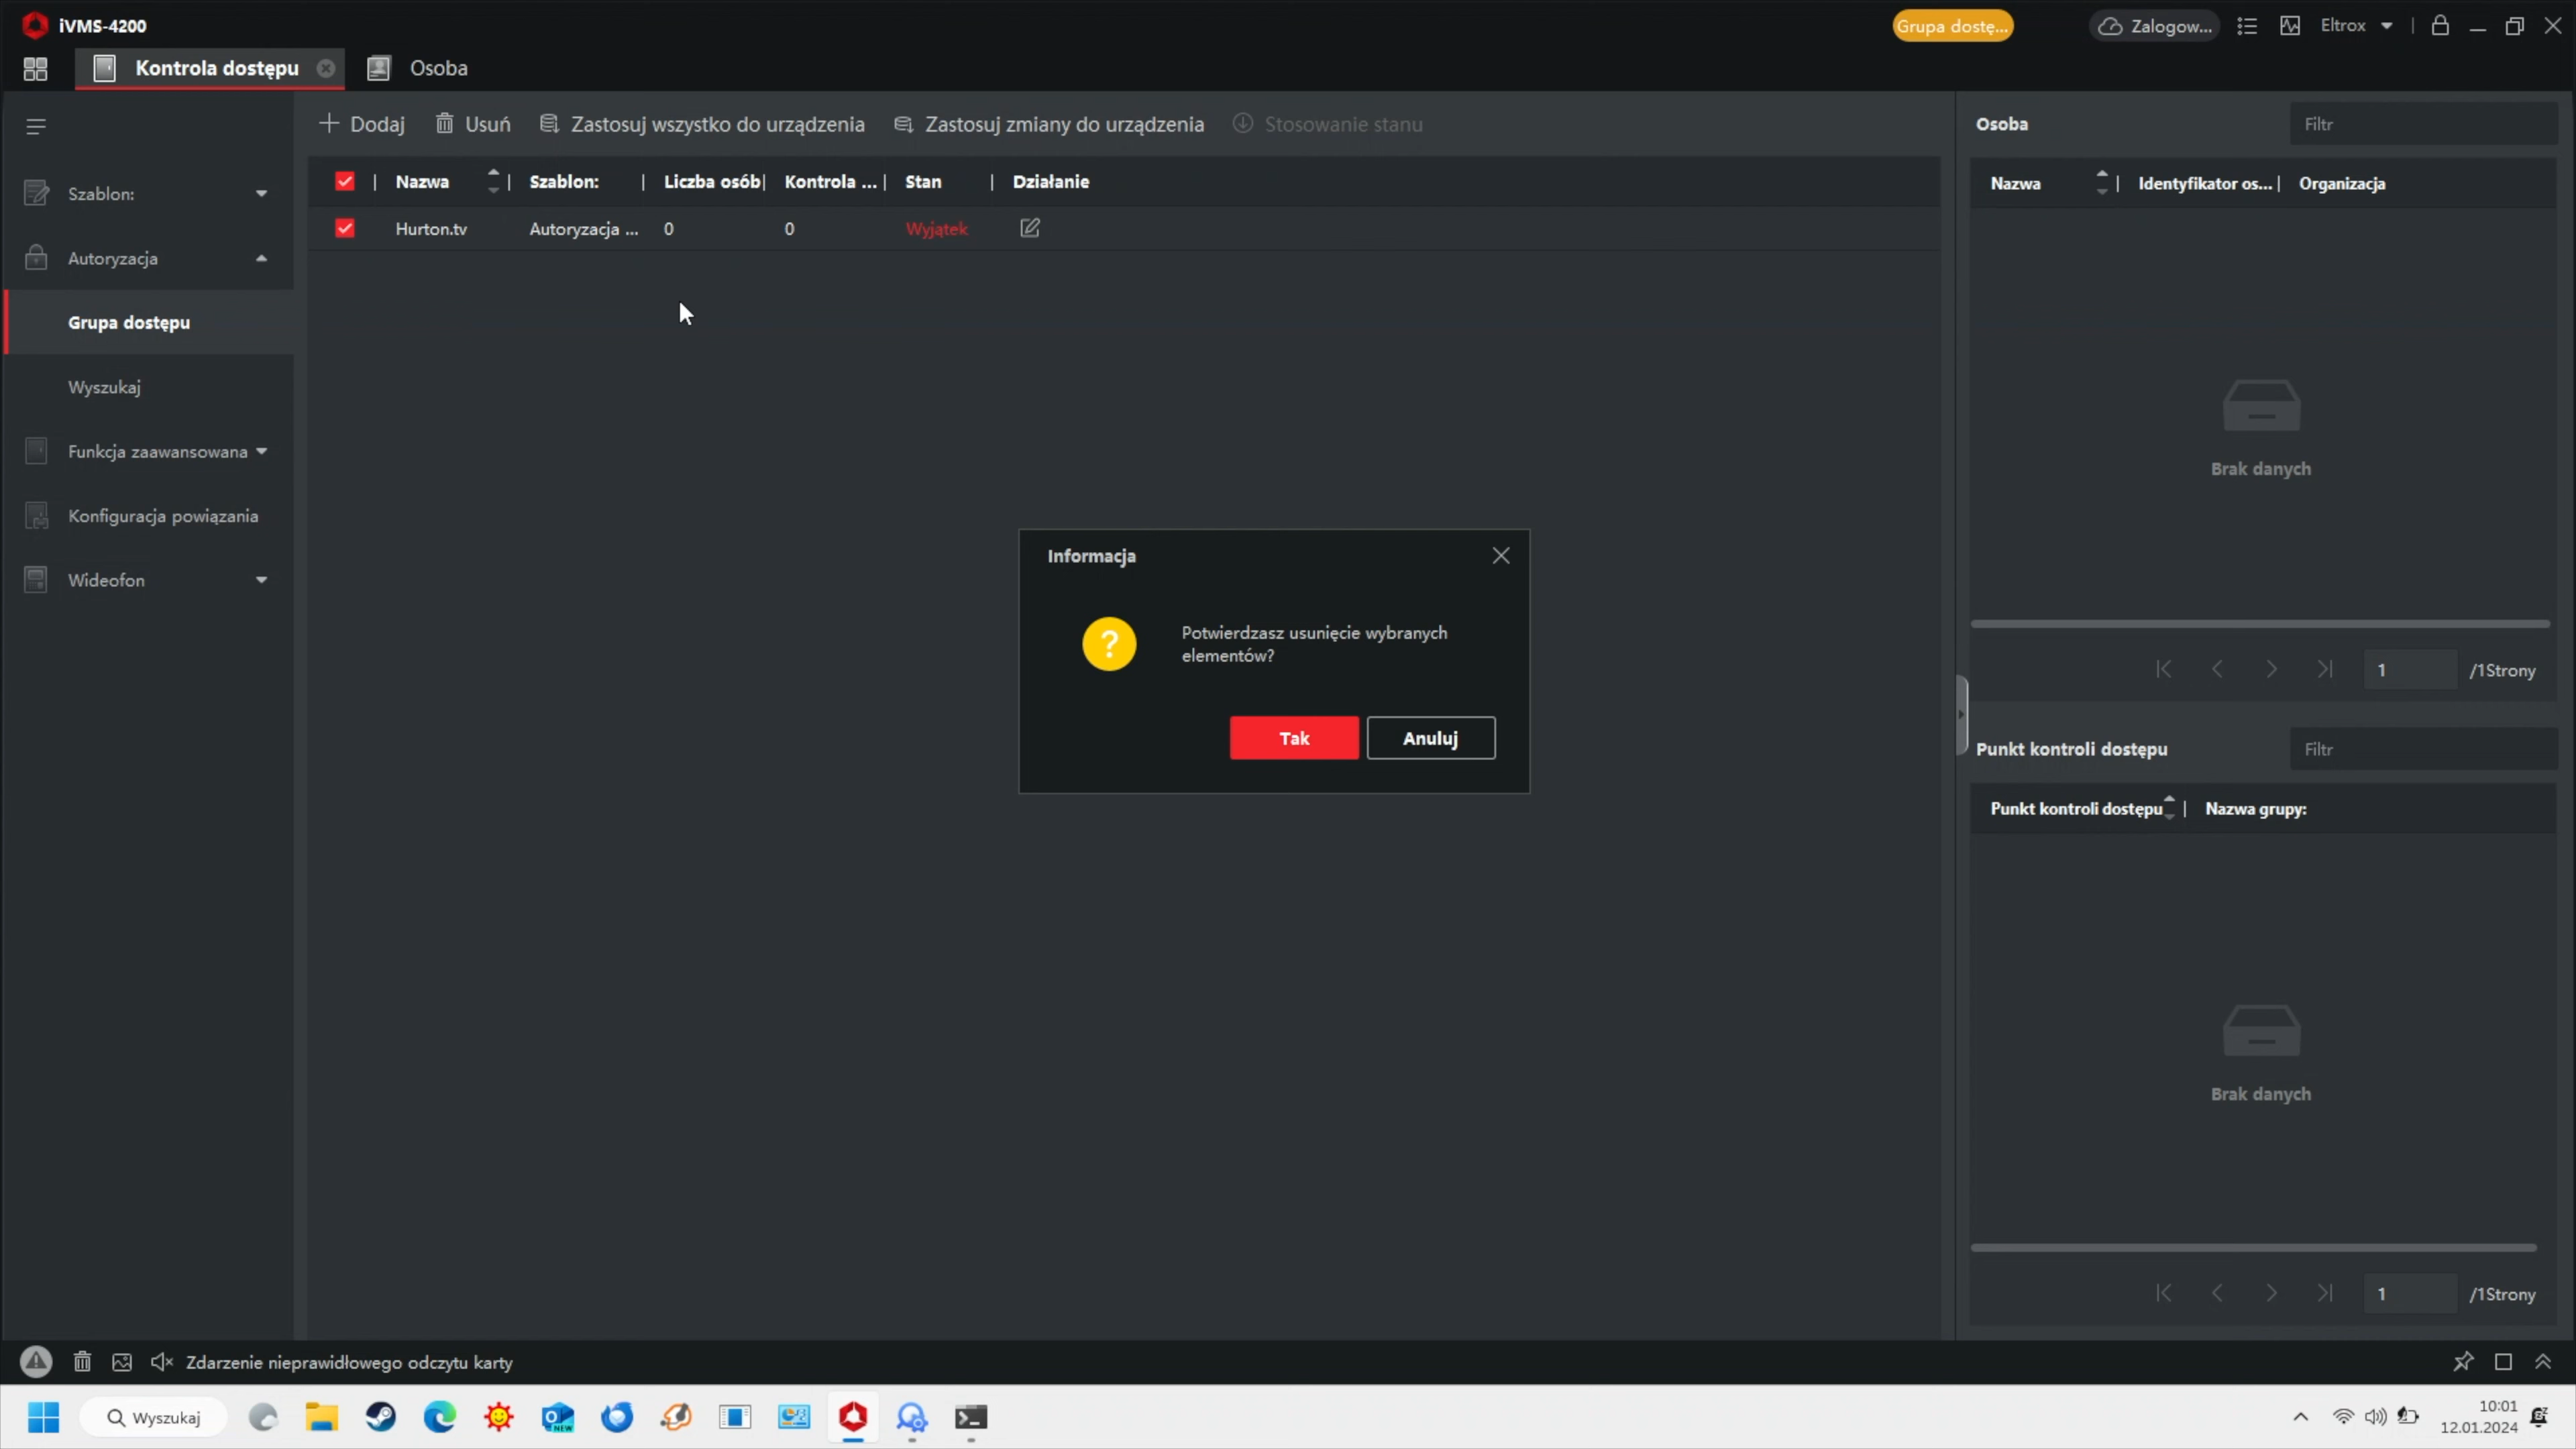 iVMS-4200
Grupa dostę...
Zalogow...
Eltrox
Kontrola dostępu
Osoba
Dodaj
Usuń
Zastosuj wszystko do urządzenia
Zastosuj zmiany do urządzenia
Stosowanie stanu
Szablon:
Autoryzacja
Grupa dostępu
Wyszukaj
Funkcja zaawansowana
Konfiguracja powiązania
Wideofon
Nazwa | Szablon: | Liczba osób | Kontrola ... | Stan | Działanie
Hurton.tv Autoryzacja ... 0 0 Wyjątek
Informacja
?
Potwierdzasz usunięcie wybranych
elementów?
Tak
Anuluj
Osoba
Filtr
Nazwa | Identyfikator os... | Organizacja
Brak danych
1 /1Strony
Punkt kontroli dostępu
Filtr
Punkt kontroli dostępu | Nazwa grupy:
Brak danych
1 /1Strony
Zdarzenie nieprawidłowego odczytu karty
Wyszukaj
NEW
10:01
12.01.2024